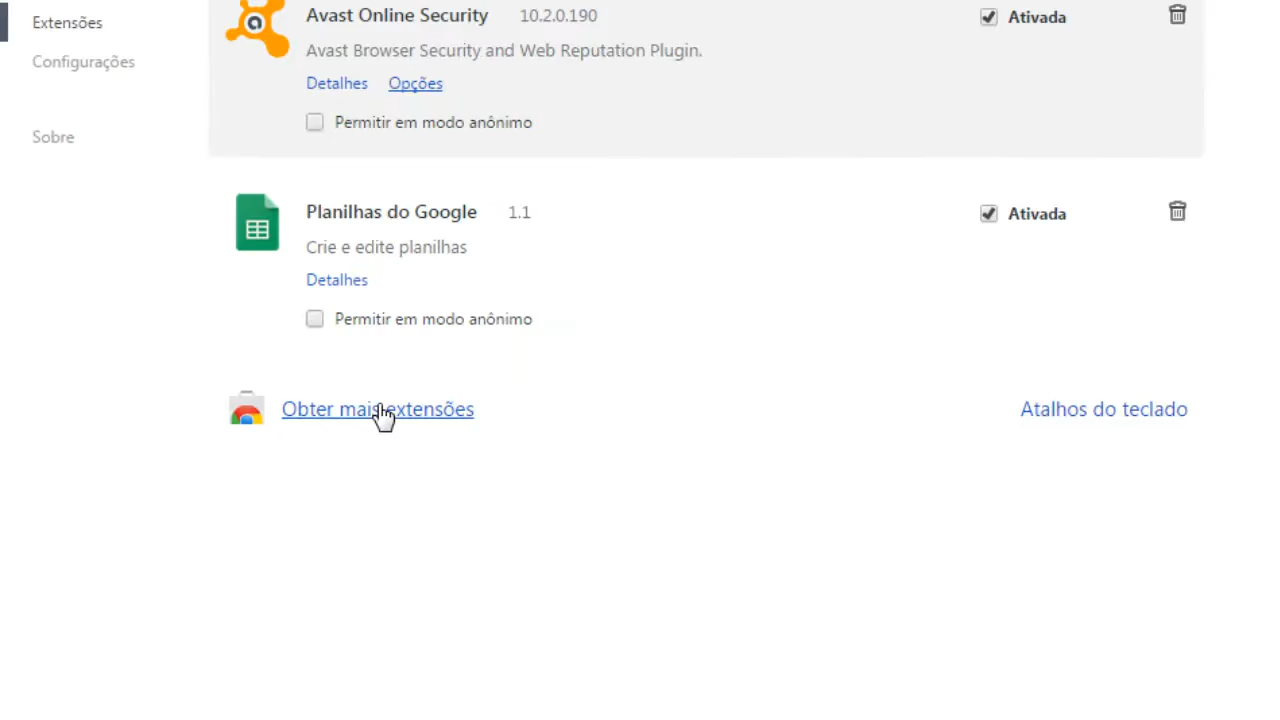 Extensões
Configurações
Sobre
Avast Online Security 10.2.0.190 Ativada
Avast Browser Security and Web Reputation Plugin.
Detalhes Opções
Permitir em modo anônimo
Planilhas do Google 1.1 Ativada
Crie e edite planilhas
Detalhes
Permitir em modo anônimo
Obter mais extensões Atalhos do teclado